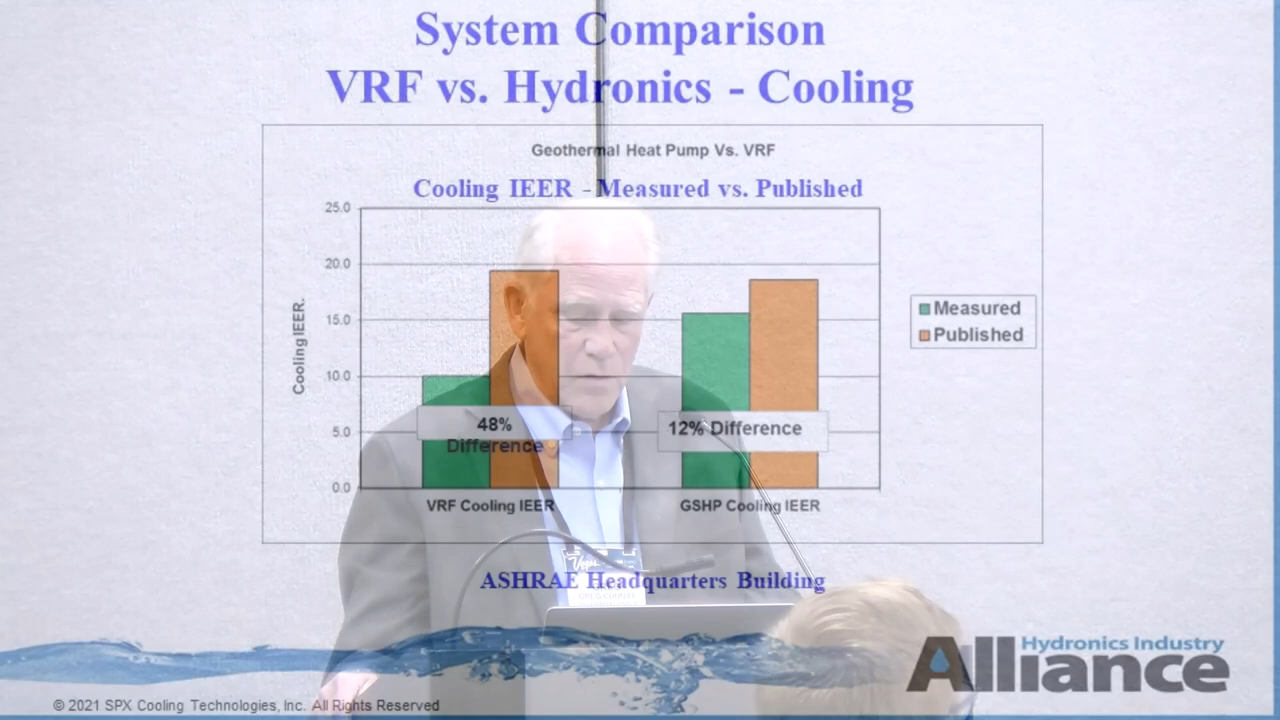 System Comparison
VRF vs. Hydronics - Cooling
Geothermal Heat Pump Vs. VRF
Cooling IEER - Measured vs. Published
25.0
20.0
15.0
10.0
5.0
0.0
Cooling IEER.
48%
Difference
12% Difference
VRF Cooling IEER
GSHP Cooling IEER
Measured
Published
ASHRAE Headquarters Building
Hydronics Industry
Alliance
© 2021 SPX Cooling Technologies, Inc. All Rights Reserved